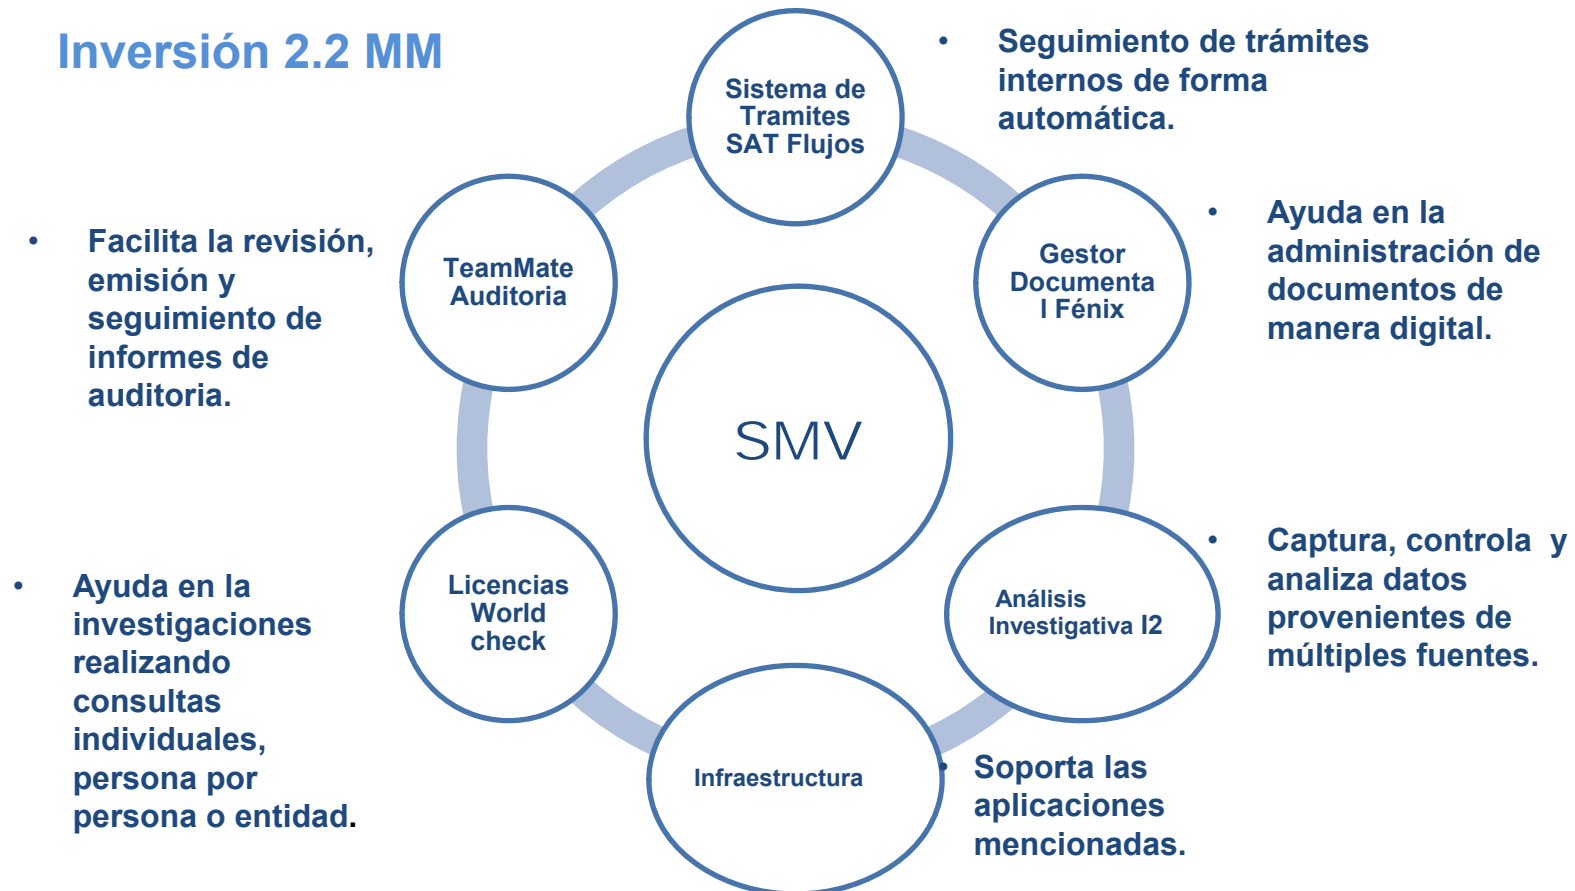 Inversión 2.2 MM
Sistema de
Tramites
SAT Flujos
• Seguimiento de trámites
internos de forma
automática.
Gestor
Documenta
l Fénix
• Ayuda en la
administración de
documentos de
manera digital.
Análisis
Investigativa I2
• Captura, controla y
analiza datos
provenientes de
múltiples fuentes.
Infraestructura
• Soporta las
aplicaciones
mencionadas.
Licencias
World
check
• Ayuda en la
investigaciones
realizando
consultas
individuales,
persona por
persona o entidad.
TeamMate
Auditoria
• Facilita la revisión,
emisión y
seguimiento de
informes de
auditoria.
SMV